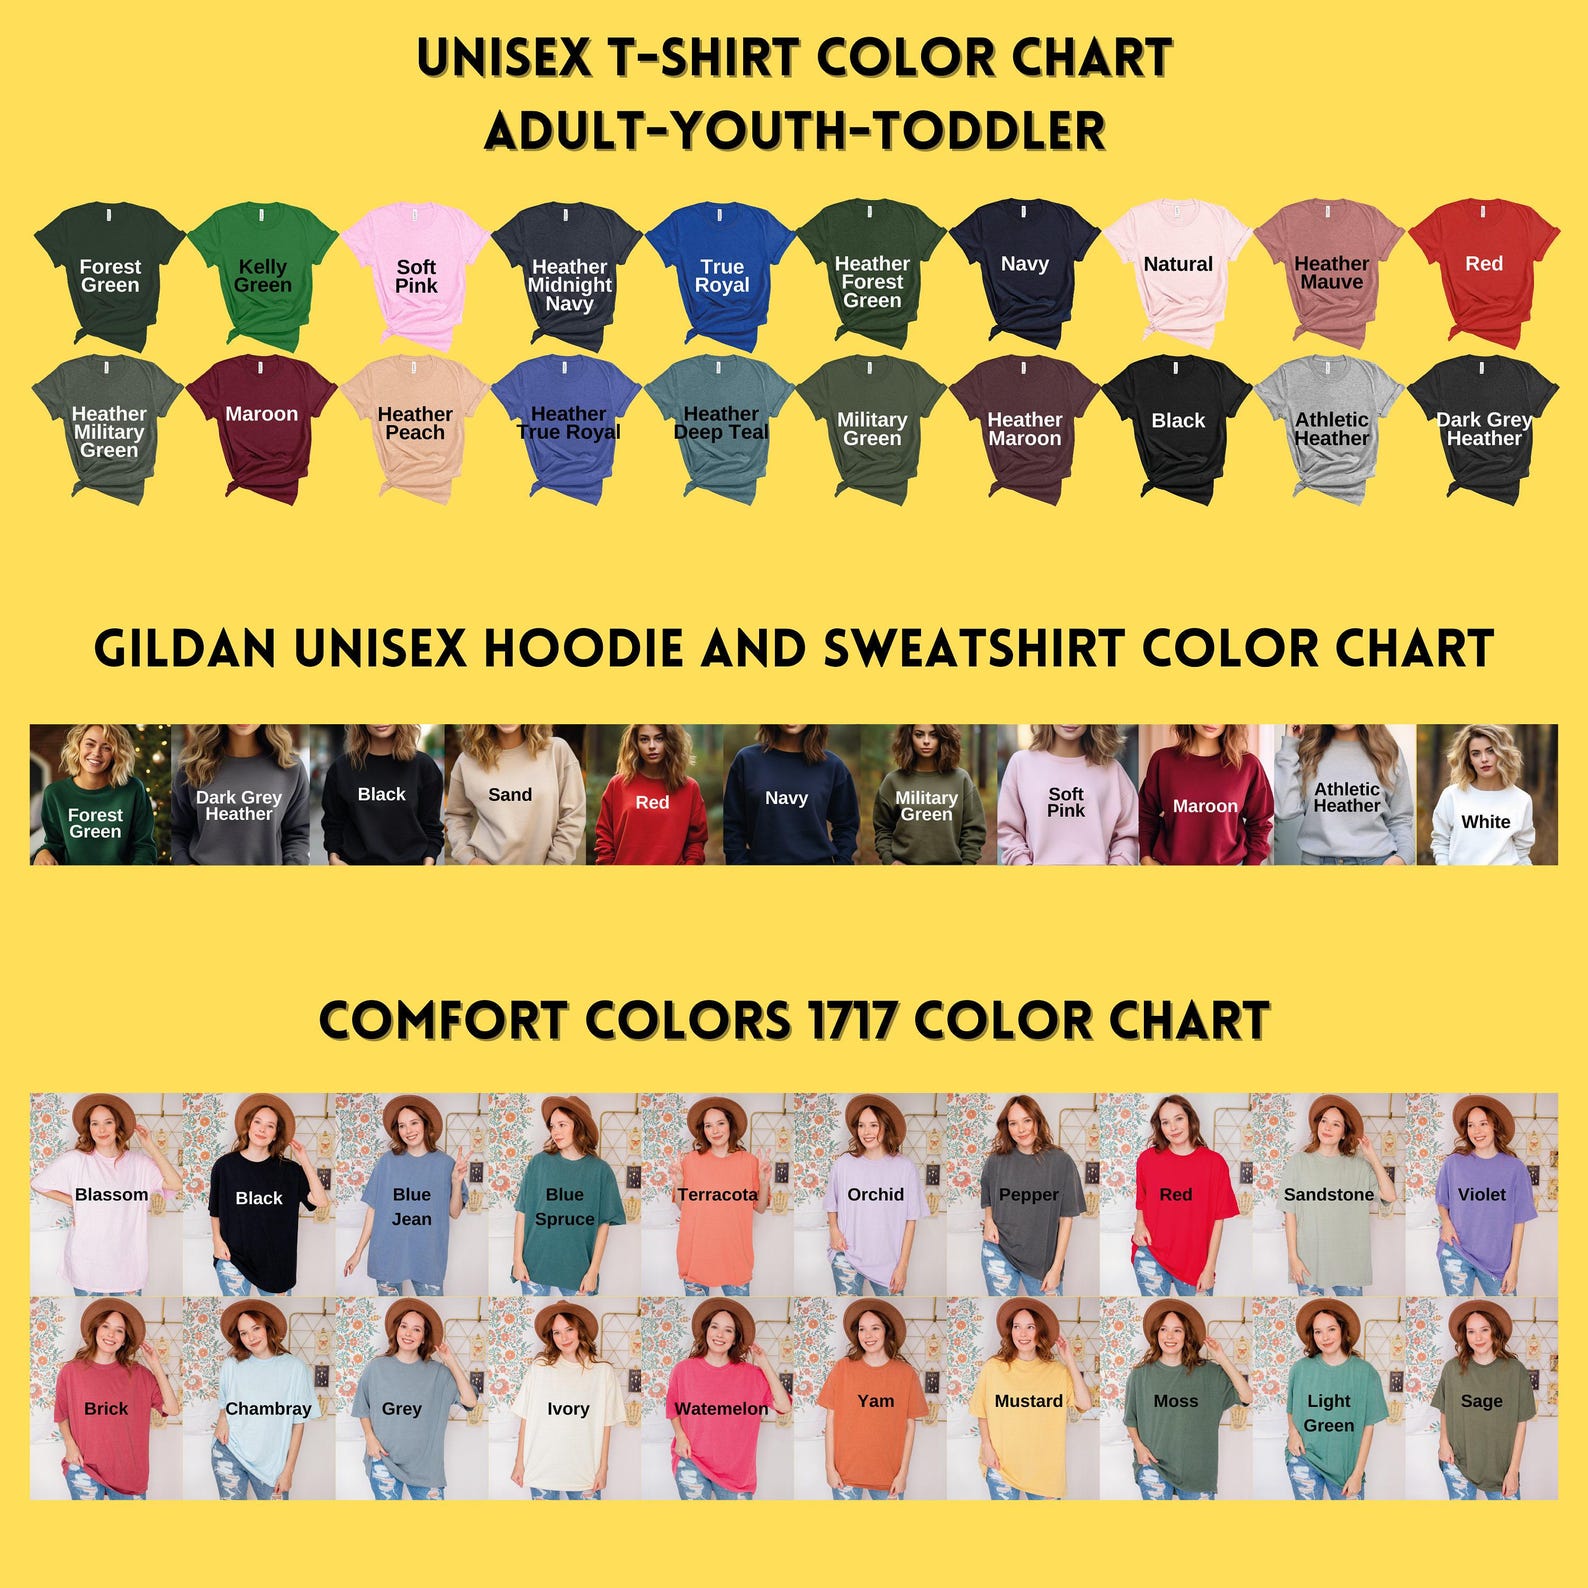 UNISEX T-SHIRT COLOR CHART
ADULT-YOUTH-TODDLER
Forest
Green
Kelly
Green
Soft
Pink
Heather
Midnight
Navy
True
Royal
Heather
Forest
Green
Navy
Natural
Heather
Mauve
Red
Heather
Military
Green
Maroon
Heather
Peach
Heather
True Royal
Heather
Deep Teal
Military
Green
Heather
Maroon
Black
Athletic
Heather
Dark Grey
Heather
GILDAN UNISEX HOODIE AND SWEATSHIRT COLOR CHART
Forest
Green
Dark Grey
Heather
Black
Sand
Red
Navy
Military
Green
Soft
Pink
Maroon
Athletic
Heather
White
COMFORT COLORS 1717 COLOR CHART
Blassom
Black
Blue
Jean
Blue
Spruce
Terracota
Orchid
Pepper
Red
Sandstone
Violet
Brick
Chambray
Grey
Ivory
Watemelon
Yam
Mustard
Moss
Light
Green
Sage